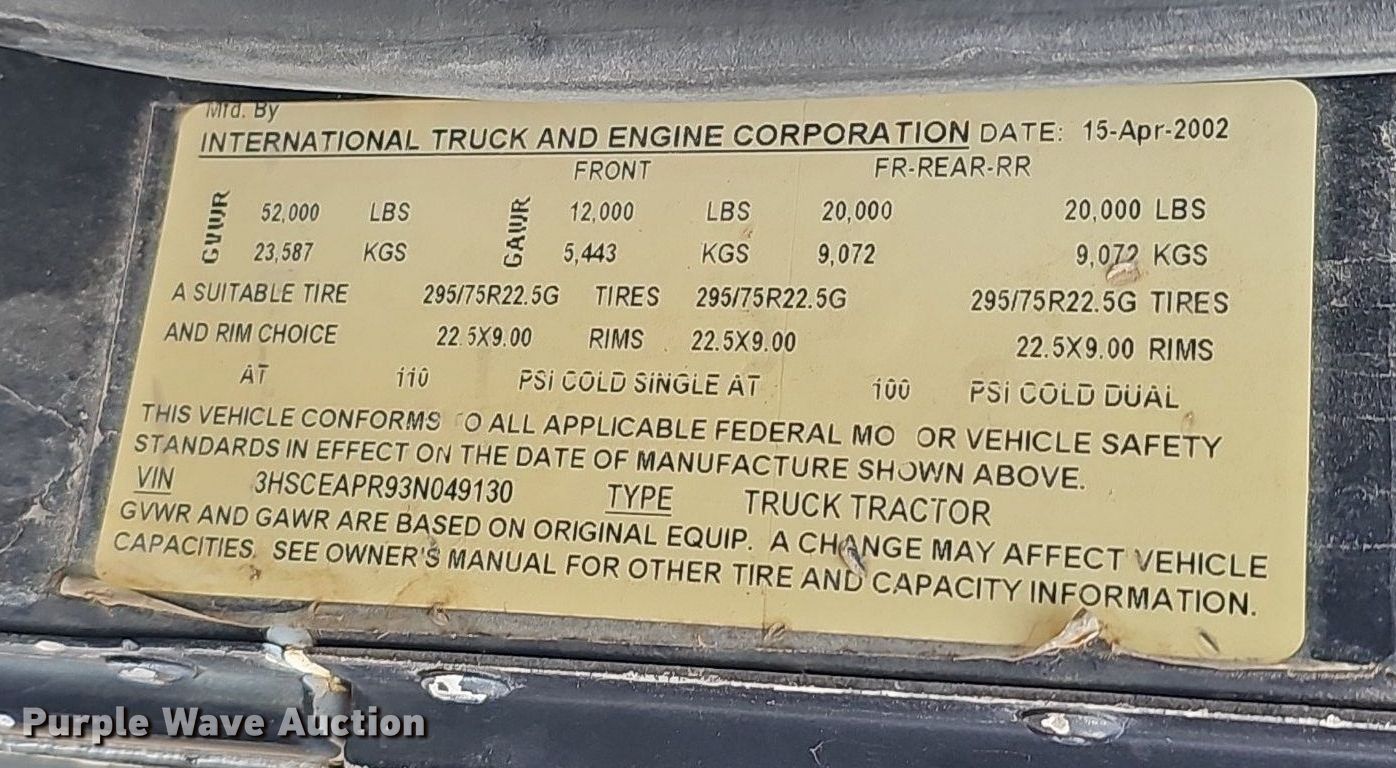 Mfd. By
INTERNATIONAL TRUCK AND ENGINE CORPORATION DATE: 15-Apr-2002
FRONT FR-REAR-RR
GVWR 52,000 LBS GAWR 12,000 LBS 20,000 20,000 LBS
23,587 KGS 5,443 KGS 9,072 9,072 KGS
A SUITABLE TIRE 295/75R22.5G TIRES 295/75R22.5G 295/75R22.5G TIRES
AND RIM CHOICE 22.5X9.00 RIMS 22.5X9.00 22.5X9.00 RIMS
AT 110 PSI COLD SINGLE AT 100 PSI COLD DUAL
THIS VEHICLE CONFORMS TO ALL APPLICABLE FEDERAL MO OR VEHICLE SAFETY
STANDARDS IN EFFECT ON THE DATE OF MANUFACTURE SHOWN ABOVE.
VIN 3HSCEAPR93N049130 TYPE TRUCK TRACTOR
GVWR AND GAWR ARE BASED ON ORIGINAL EQUIP. A CHANGE MAY AFFECT VEHICLE
CAPACITIES. SEE OWNER'S MANUAL FOR OTHER TIRE AND CAPACITY INFORMATION.
Purple Wave Auction